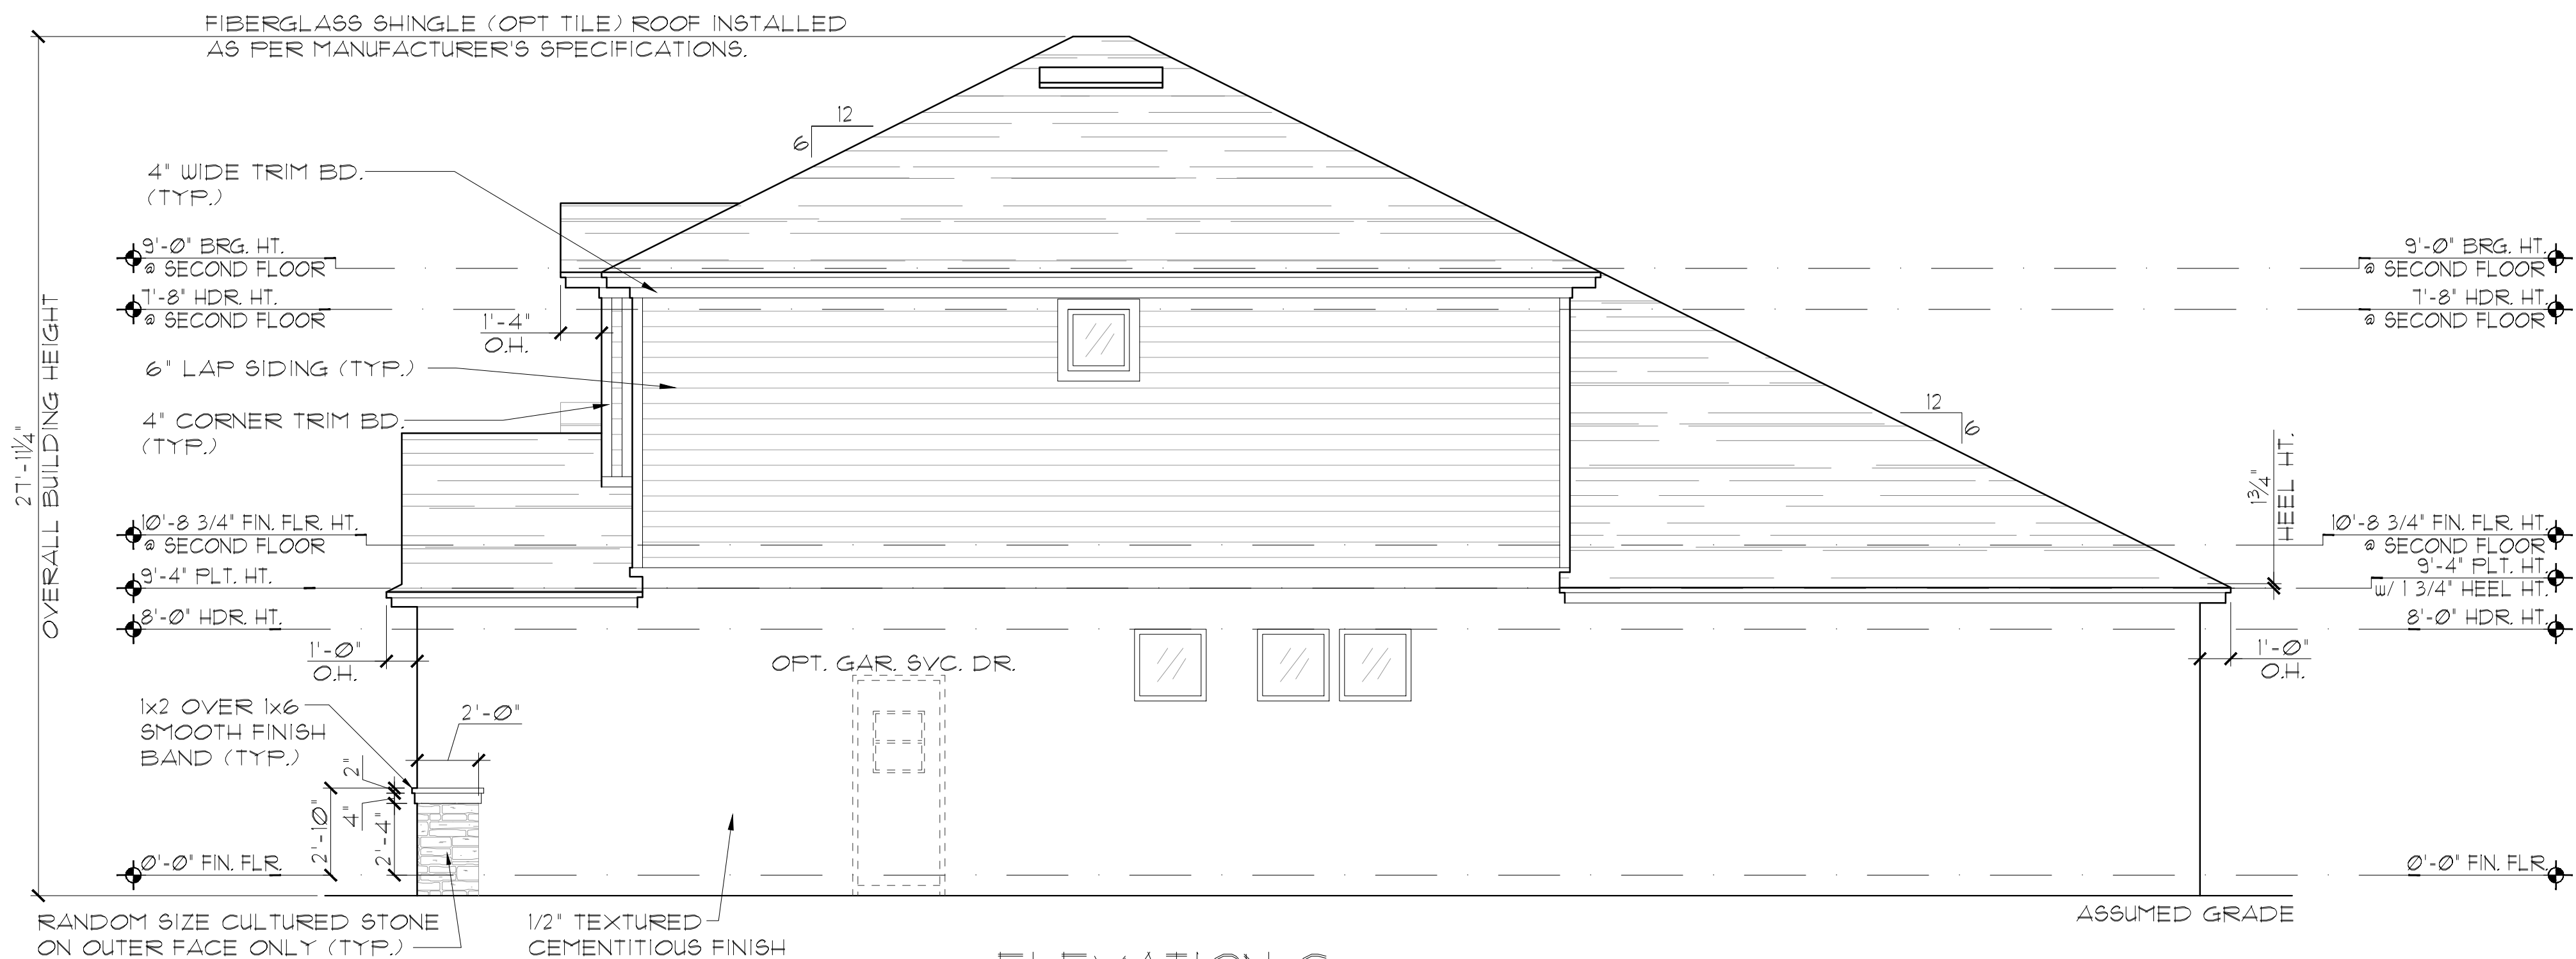 FIBERGLASS SHINGLE (OPT TILE) ROOF INSTALLED
AS PER MANUFACTURER'S SPECIFICATIONS.
12
6
4" WIDE TRIM BD.
(TYP.)
9'-0" BRG. HT.
@ SECOND FLOOR
7'-8" HDR. HT.
@ SECOND FLOOR
1'-4"
O.H.
6" LAP SIDING (TYP.)
4" CORNER TRIM BD.
(TYP.)
27'-11 1/4"
OVERALL BUILDING HEIGHT
10'-8 3/4" FIN. FLR. HT.
@ SECOND FLOOR
9'-4" PLT. HT.
8'-0" HDR. HT.
1'-0"
O.H.
1x2 OVER 1x6
SMOOTH FINISH
BAND (TYP.)
2'-0"
2"
4"
2'-10"
2'-4"
0'-0" FIN. FLR.
RANDOM SIZE CULTURED STONE
ON OUTER FACE ONLY (TYP.)
1/2" TEXTURED
CEMENTITIOUS FINISH
OPT. GAR. SVC. DR.
9'-0" BRG. HT.
@ SECOND FLOOR
7'-8" HDR. HT.
@ SECOND FLOOR
12
6
1 3/4"
HEEL HT.
10'-8 3/4" FIN. FLR. HT.
@ SECOND FLOOR
9'-4" PLT. HT.
w/ 1 3/4" HEEL HT.
8'-0" HDR. HT.
1'-0"
O.H.
0'-0" FIN. FLR.
ASSUMED GRADE